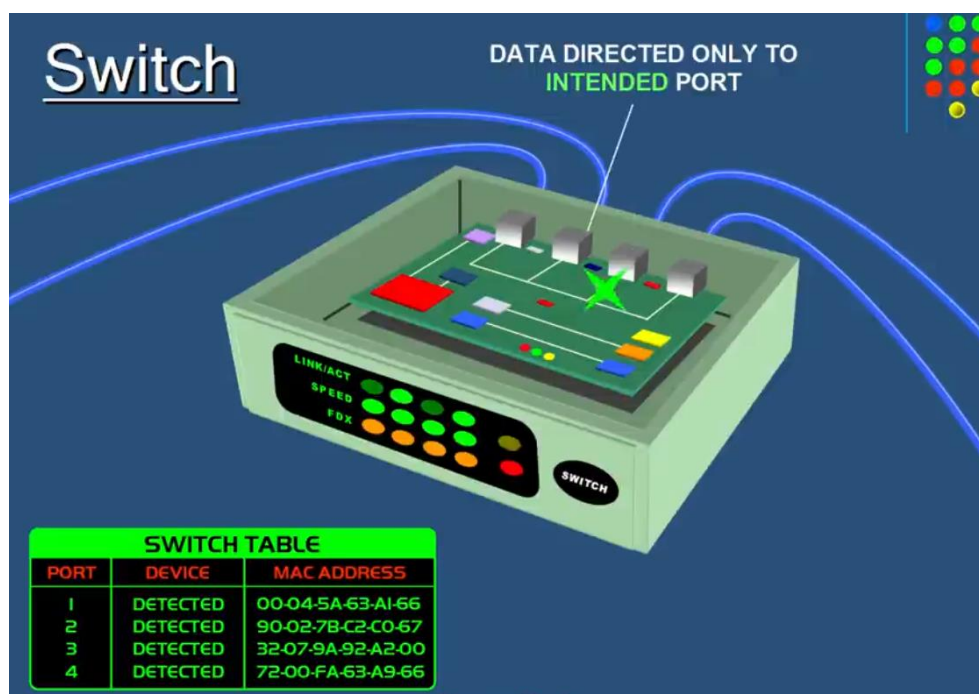 Switch
DATA DIRECTED ONLY TO
INTENDED PORT
LINK/ACT
SPEED
FDX
SWITCH
SWITCH TABLE
PORT DEVICE MAC ADDRESS
1 DETECTED 00-04-5A-63-A1-66
2 DETECTED 90-02-7B-C2-C0-67
3 DETECTED 32-07-9A-92-A2-00
4 DETECTED 72-00-FA-63-A9-66